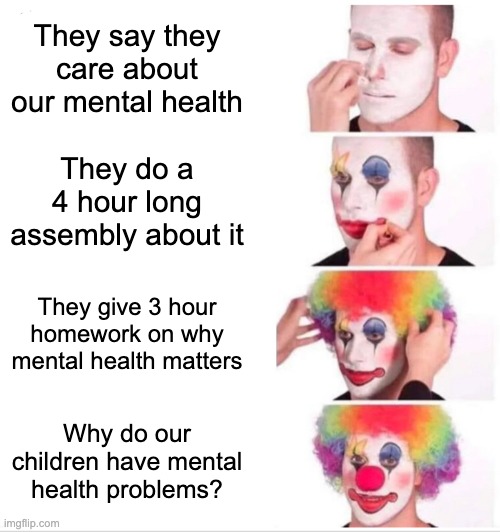 They say they
care about
our mental health
They do a
4 hour long
assembly about it
They give 3 hour
homework on why
mental health matters
Why do our
children have mental
health problems?
imgflip.com